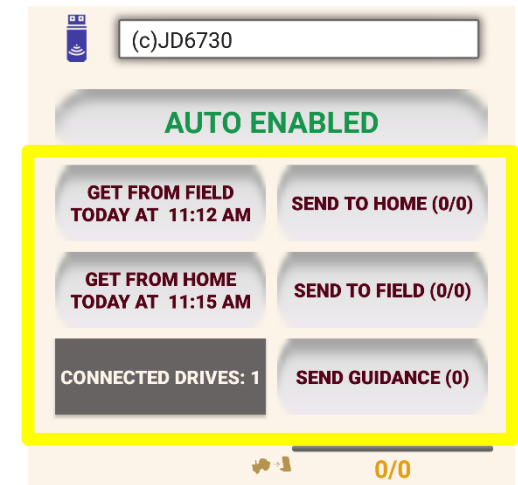 (c)JD6730
AUTO ENABLED
GET FROM FIELD
TODAY AT 11:12 AM
SEND TO HOME (0/0)
GET FROM HOME
TODAY AT 11:15 AM
SEND TO FIELD (0/0)
CONNECTED DRIVES: 1
SEND GUIDANCE (0)
0/0